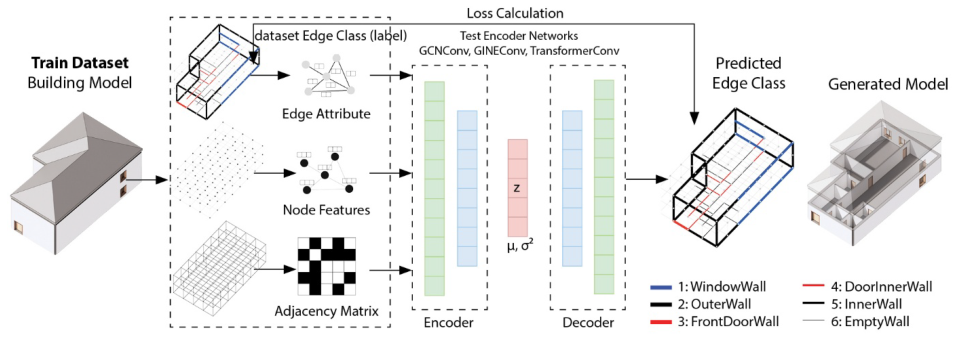 Loss Calculation
dataset Edge Class (label)
Test Encoder Networks
GCNConv, GINEConv, TransformerConv
Train Dataset
Building Model
Edge Attribute
Node Features
Adjacency Matrix
z
μ, σ²
Encoder
Decoder
Predicted
Edge Class
Generated Model
1: WindowWall
2: OuterWall
3: FrontDoorWall
4: DoorInnerWall
5: InnerWall
6: EmptyWall